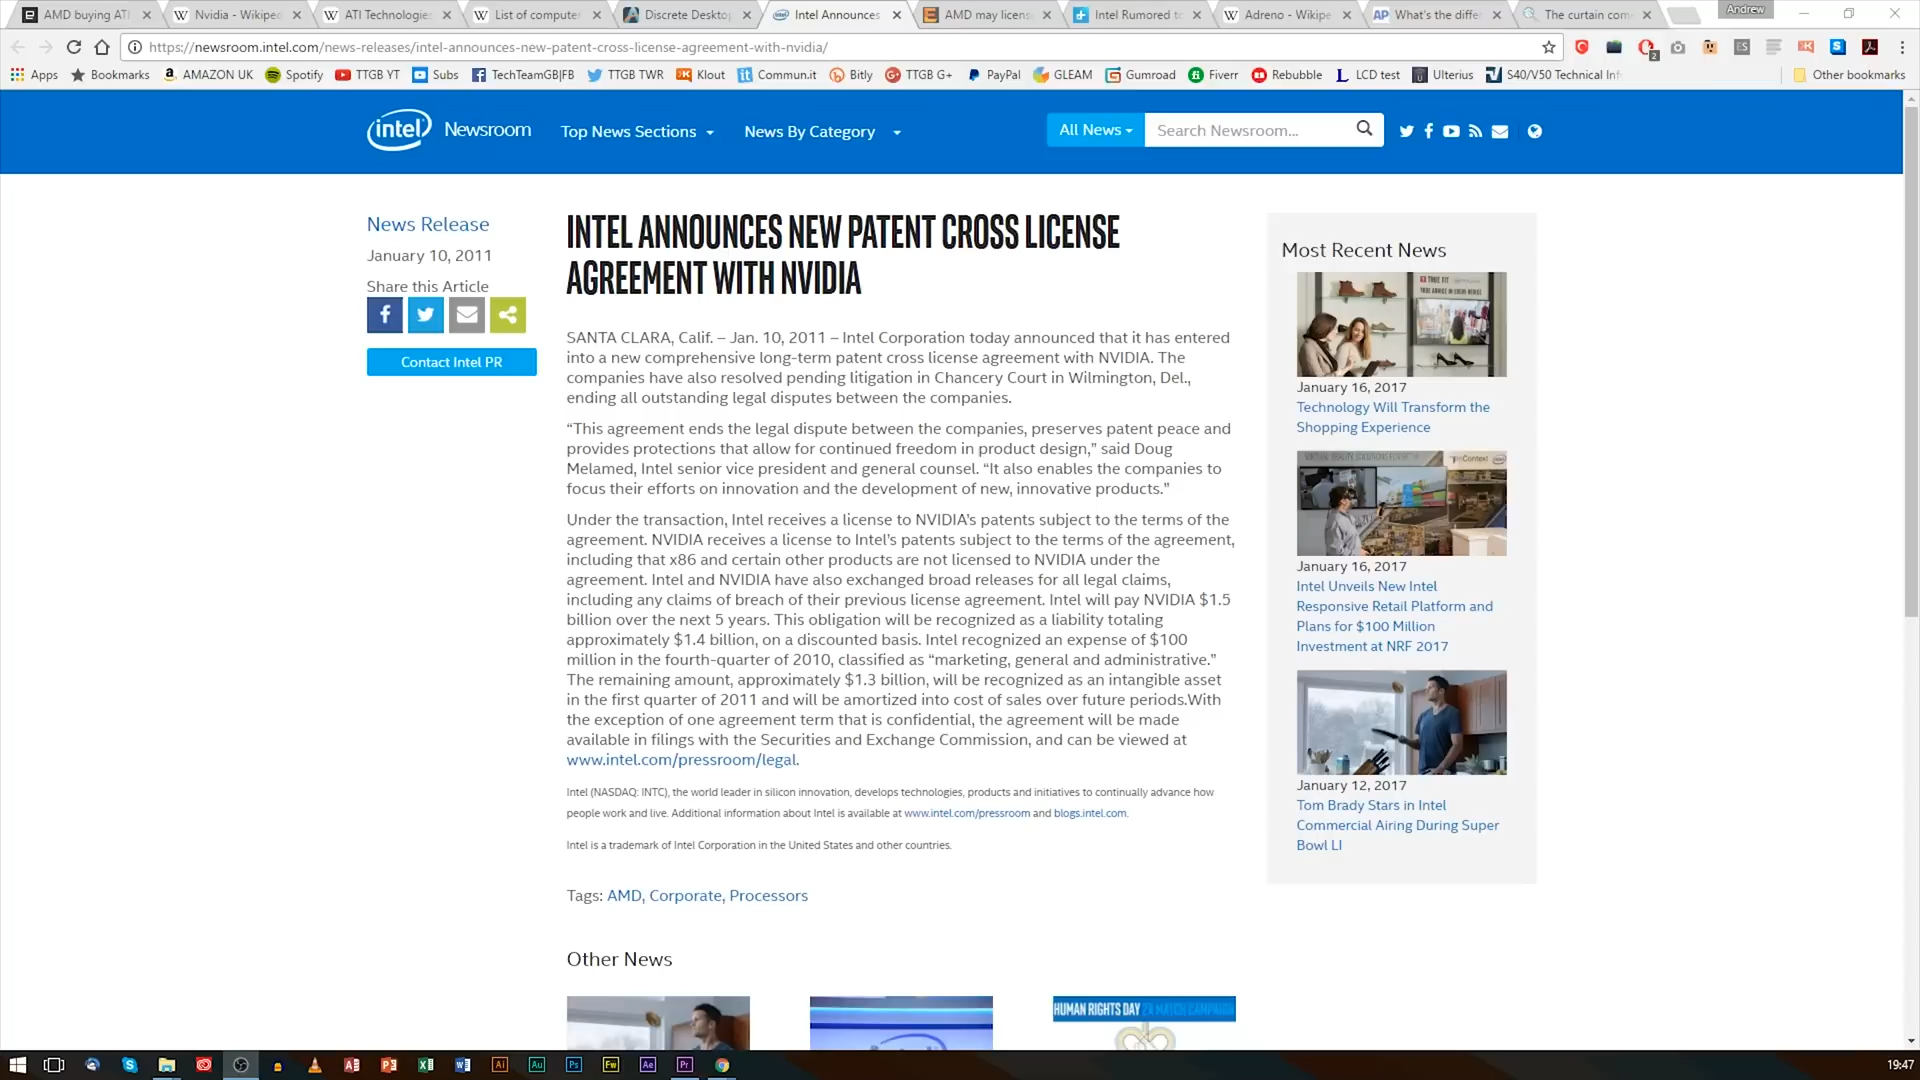 AMD buying ATI
Nvidia - Wikipe
ATI Technologies
List of computer
Discrete Deskto
Intel Announces
AMD may licens
Intel Rumored to
Adreno - Wikipe
AP What's the diffe
The curtain com
Andrew
https://newsroom.intel.com/news-releases/intel-announces-new-patent-cross-license-agreement-with-nvidia/
Apps Bookmarks AMAZON UK Spotify TTGB YT Subs TechTeamGB|FB TTGB TWR Klout Commun.it Bitly TTGB G+ PayPal GLEAM Gumroad Fiverr Rebubble LCD test Ulterius S40/V50 Technical Inf Other bookmarks
intel Newsroom Top News Sections News By Category All News Search Newsroom...
News Release
January 10, 2011
Share this Article
Contact Intel PR
INTEL ANNOUNCES NEW PATENT CROSS LICENSE
AGREEMENT WITH NVIDIA
SANTA CLARA, Calif. – Jan. 10, 2011 – Intel Corporation today announced that it has entered
into a new comprehensive long-term patent cross license agreement with NVIDIA. The
companies have also resolved pending litigation in Chancery Court in Wilmington, Del.,
ending all outstanding legal disputes between the companies.
“This agreement ends the legal dispute between the companies, preserves patent peace and
provides protections that allow for continued freedom in product design,” said Doug
Melamed, Intel senior vice president and general counsel. “It also enables the companies to
focus their efforts on innovation and the development of new, innovative products.”
Under the transaction, Intel receives a license to NVIDIA’s patents subject to the terms of the
agreement. NVIDIA receives a license to Intel’s patents subject to the terms of the agreement,
including that x86 and certain other products are not licensed to NVIDIA under the
agreement. Intel and NVIDIA have also exchanged broad releases for all legal claims,
including any claims of breach of their previous license agreement. Intel will pay NVIDIA $1.5
billion over the next 5 years. This obligation will be recognized as a liability totaling
approximately $1.4 billion, on a discounted basis. Intel recognized an expense of $100
million in the fourth-quarter of 2010, classified as “marketing, general and administrative.”
The remaining amount, approximately $1.3 billion, will be recognized as an intangible asset
in the first quarter of 2011 and will be amortized into cost of sales over future periods.With
the exception of one agreement term that is confidential, the agreement will be made
available in filings with the Securities and Exchange Commission, and can be viewed at
www.intel.com/pressroom/legal.
Intel (NASDAQ: INTC), the world leader in silicon innovation, develops technologies, products and initiatives to continually advance how
people work and live. Additional information about Intel is available at www.intel.com/pressroom and blogs.intel.com.
Intel is a trademark of Intel Corporation in the United States and other countries.
Tags: AMD, Corporate, Processors
Other News
HUMAN RIGHTS DAY 2X MATCH CAMPAIGN
Most Recent News
TRUE FIT
January 16, 2017
Technology Will Transform the
Shopping Experience
January 16, 2017
Intel Unveils New Intel
Responsive Retail Platform and
Plans for $100 Million
Investment at NRF 2017
January 12, 2017
Tom Brady Stars in Intel
Commercial Airing During Super
Bowl LI
19:47